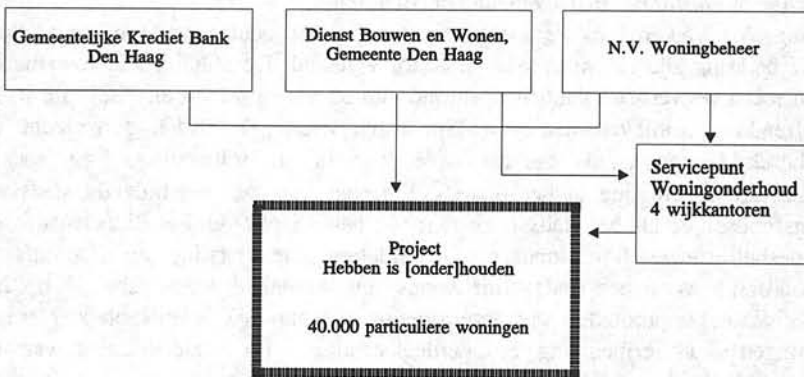 Gemeentelijke Krediet Bank
Den Haag
Dienst Bouwen en Wonen,
Gemeente Den Haag
N.V. Woningbeheer
Servicepunt
Woningonderhoud
4 wijkkantoren
Project
Hebben is [onder]houden
40.000 particuliere woningen